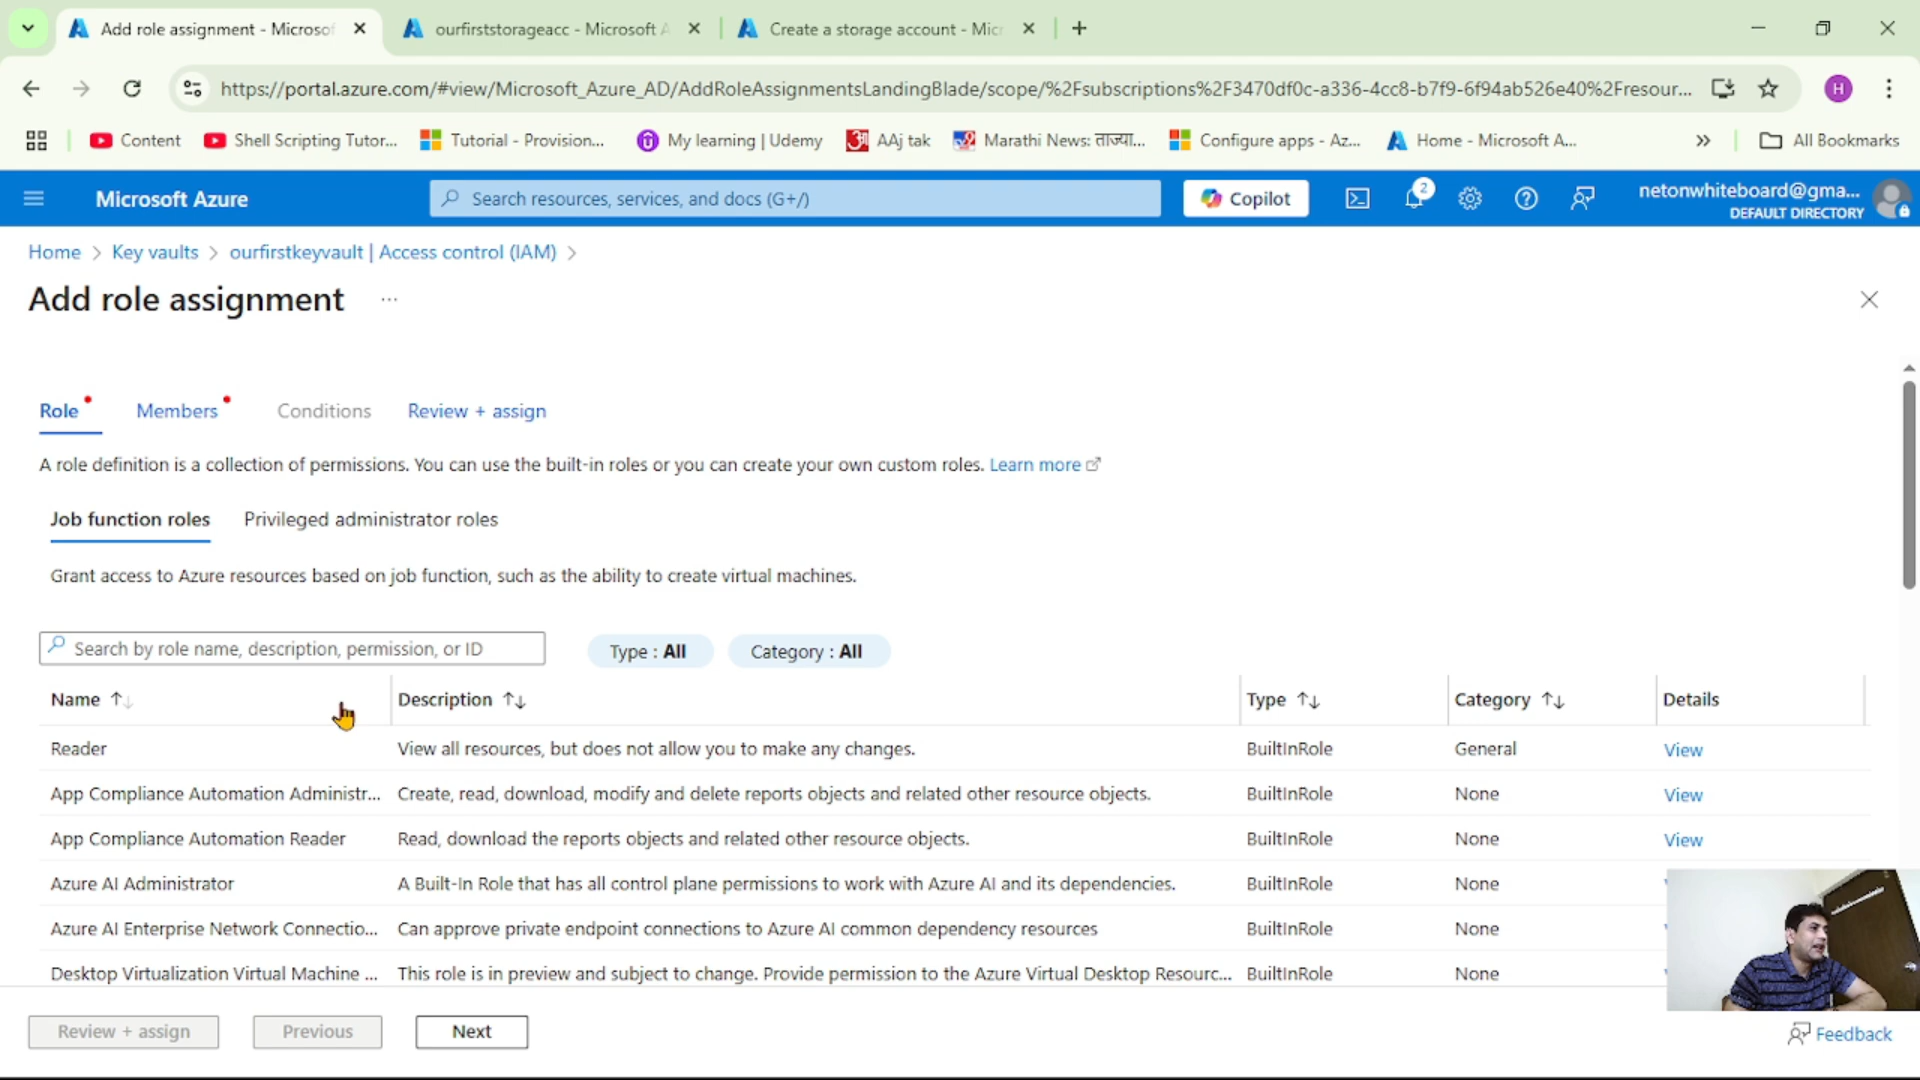 Add role assignment - Microsof
ourfirststorageacc - Microsoft A
Create a storage account - Micr
https://portal.azure.com/#view/Microsoft_Azure_AD/AddRoleAssignmentsLandingBlade/scope/%2Fsubscriptions%2F3470df0c-a336-4cc8-b7f9-6f94ab526e40%2Fresour...
H
Content
Shell Scripting Tutor...
Tutorial - Provision...
My learning | Udemy
AAj tak
Marathi News: ताज्या...
Configure apps - Az...
Home - Microsoft A...
All Bookmarks
Microsoft Azure
Search resources, services, and docs (G+/)
Copilot
2
netonwhiteboard@gma...
DEFAULT DIRECTORY
Home > Key vaults > ourfirstkeyvault | Access control (IAM) >
Add role assignment ...
Role Members Conditions Review + assign
A role definition is a collection of permissions. You can use the built-in roles or you can create your own custom roles. Learn more
Job function roles Privileged administrator roles
Grant access to Azure resources based on job function, such as the ability to create virtual machines.
Search by role name, description, permission, or ID
Type : All
Category : All
Name Description Type Category Details
Reader View all resources, but does not allow you to make any changes. BuiltInRole General View
App Compliance Automation Administr... Create, read, download, modify and delete reports objects and related other resource objects. BuiltInRole None View
App Compliance Automation Reader Read, download the reports objects and related other resource objects. BuiltInRole None View
Azure AI Administrator A Built-In Role that has all control plane permissions to work with Azure AI and its dependencies. BuiltInRole None
Azure AI Enterprise Network Connectio... Can approve private endpoint connections to Azure AI common dependency resources BuiltInRole None
Desktop Virtualization Virtual Machine ... This role is in preview and subject to change. Provide permission to the Azure Virtual Desktop Resourc... BuiltInRole None
Review + assign
Previous
Next
Feedback